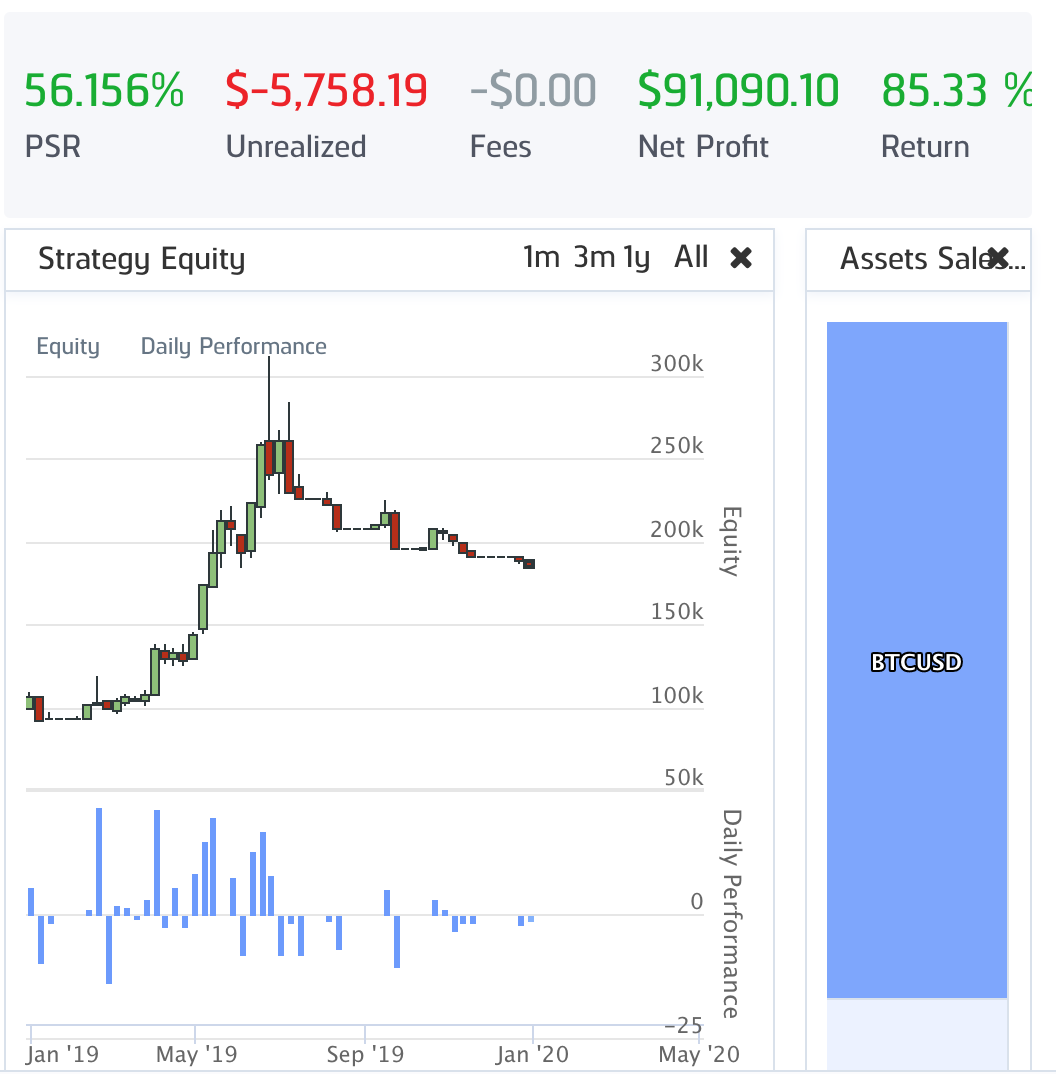 56.156% $-5,758.19 -$0.00 $91,090.10 85.33 %
PSR Unrealized Fees Net Profit Return
Strategy Equity 1m 3m 1y All ✖
Assets Sales... ✖
Equity Daily Performance
300k
250k
200k
150k
100k
50k
Equity
0
-25
Daily Performance
Jan '19 May '19 Sep '19 Jan '20 May '20
BTCUSD